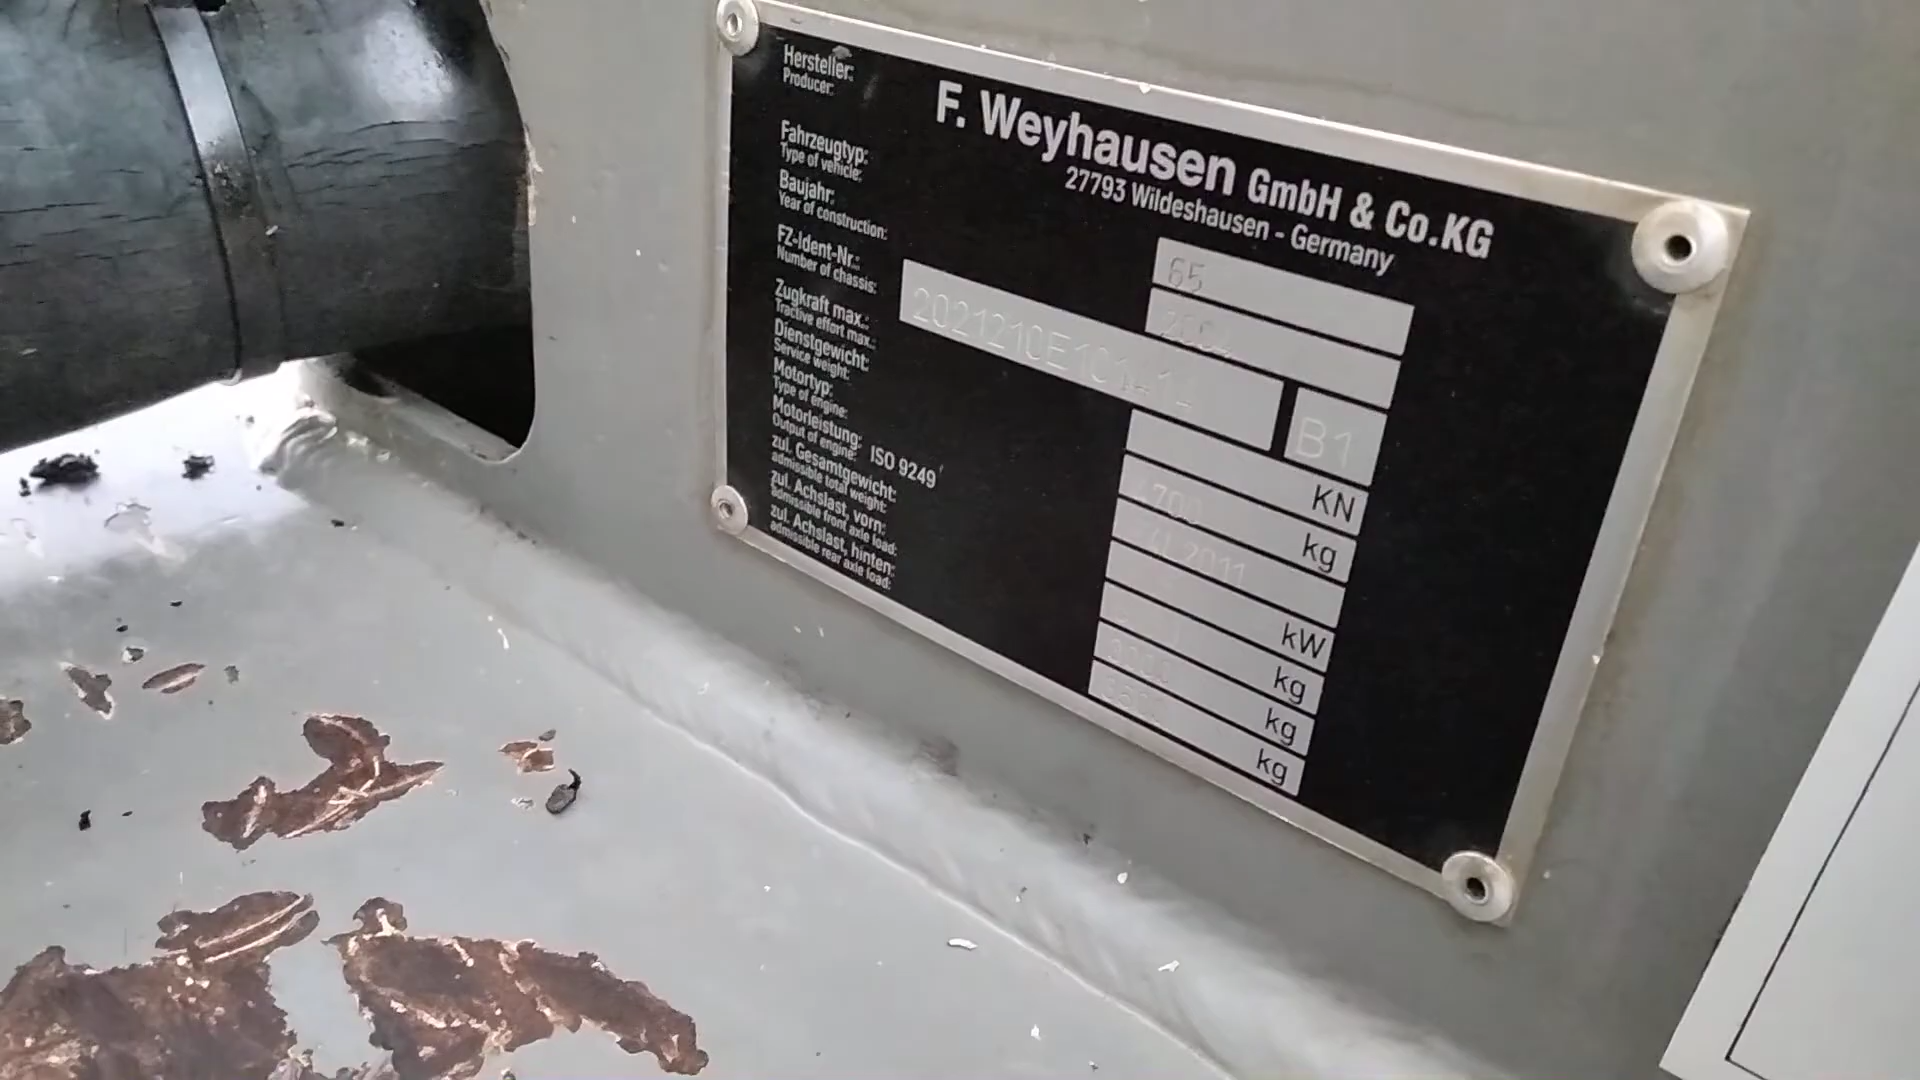 Hersteller:
Producer:
F. Weyhausen GmbH & Co.KG
27793 Wildeshausen - Germany
Fahrzeugtyp:
Type of vehicle:
65
Baujahr:
Year of construction:
FZ-Ident-Nr.:
Number of chassis:
B1
Zugkraft max.:
Tractive effort max.:
KN
Dienstgewicht:
Service weight:
kg
Motortyp:
Type of engine:
Motorleistung: ISO 9249
Output of engine:
kW
zul. Gesamtgewicht:
admissible total weight:
kg
zul. Achslast, vorn:
admissible front axle load:
kg
zul. Achslast, hinten:
admissible rear axle load:
kg